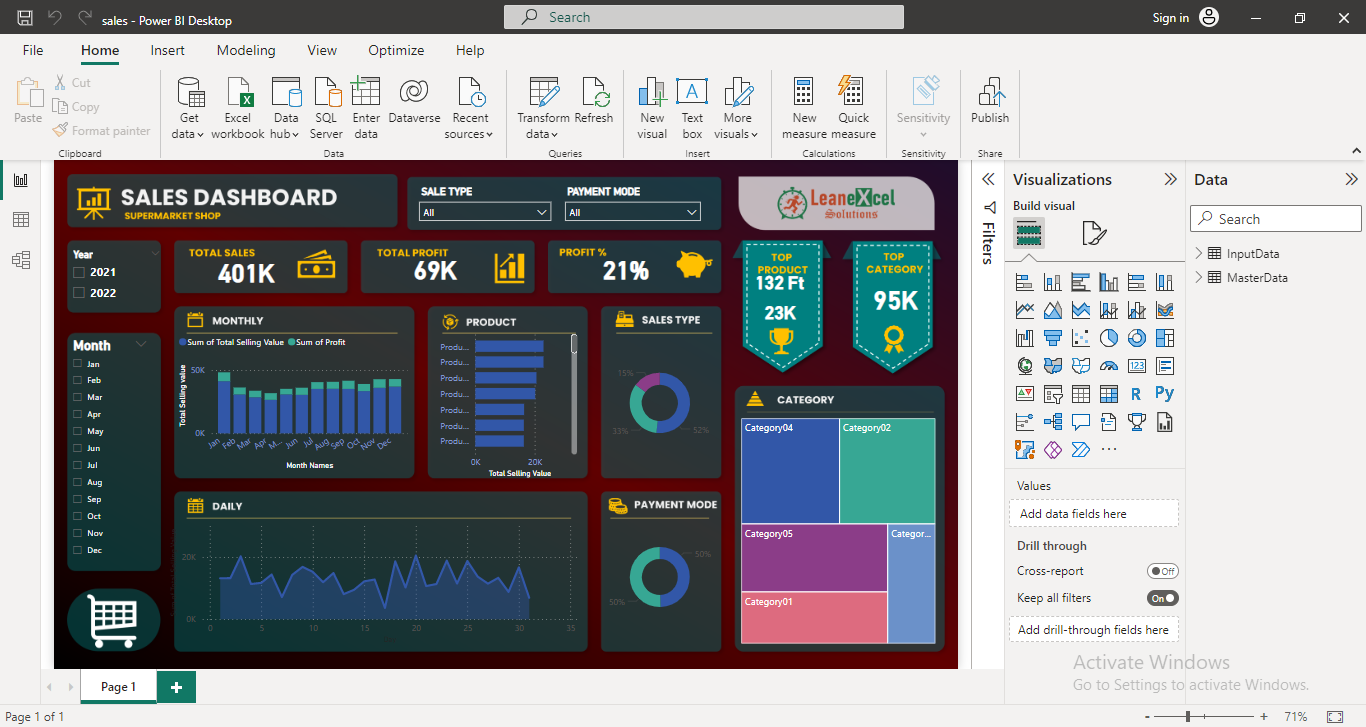 sales - Power BI Desktop
Search
Sign in
File Home Insert Modeling View Optimize Help
Paste
Cut
Copy
Format painter
Clipboard
Get data
Excel workbook
Data hub
SQL Server
Enter data
Dataverse
Recent sources
Data
Transform data
Refresh
Queries
New visual
Text box
More visuals
Insert
New measure
Quick measure
Calculations
Sensitivity
Sensitivity
Publish
Share
SALES DASHBOARD
SUPERMARKET SHOP
SALE TYPE
All
PAYMENT MODE
All
LeaneXcel
Solutions
Year
2021
2022
TOTAL SALES
401K
TOTAL PROFIT
69K
PROFIT %
21%
TOP
PRODUCT
132 Ft
23K
TOP
CATEGORY
95K
Month
Jan
Feb
Mar
Apr
May
Jun
Jul
Aug
Sep
Oct
Nov
Dec
MONTHLY
Sum of Total Selling Value Sum of Profit
Total Selling value
50K
0K
Jan Feb Mar Apr M... Jun Jul Aug Sep Oct Nov Dec
Month Names
PRODUCT
Produ...
Produ...
Produ...
Produ...
Produ...
Produ...
Produ...
0K 20K
Total Selling Value
SALES TYPE
15%
33% 52%
CATEGORY
Category04 Category02
Category05 Categor...
Category01
DAILY
20K
0K
0 5 10 15 20 25 30 35
PAYMENT MODE
50%
50%
Filters
Visualizations
Build visual
123
R
Py
Values
Add data fields here
Drill through
Cross-report
Off
Keep all filters
On
Add drill-through fields here
Data
Search
InputData
MasterData
Activate Windows
Go to Settings to activate Windows.
Page 1
Page 1 of 1
- + 71%